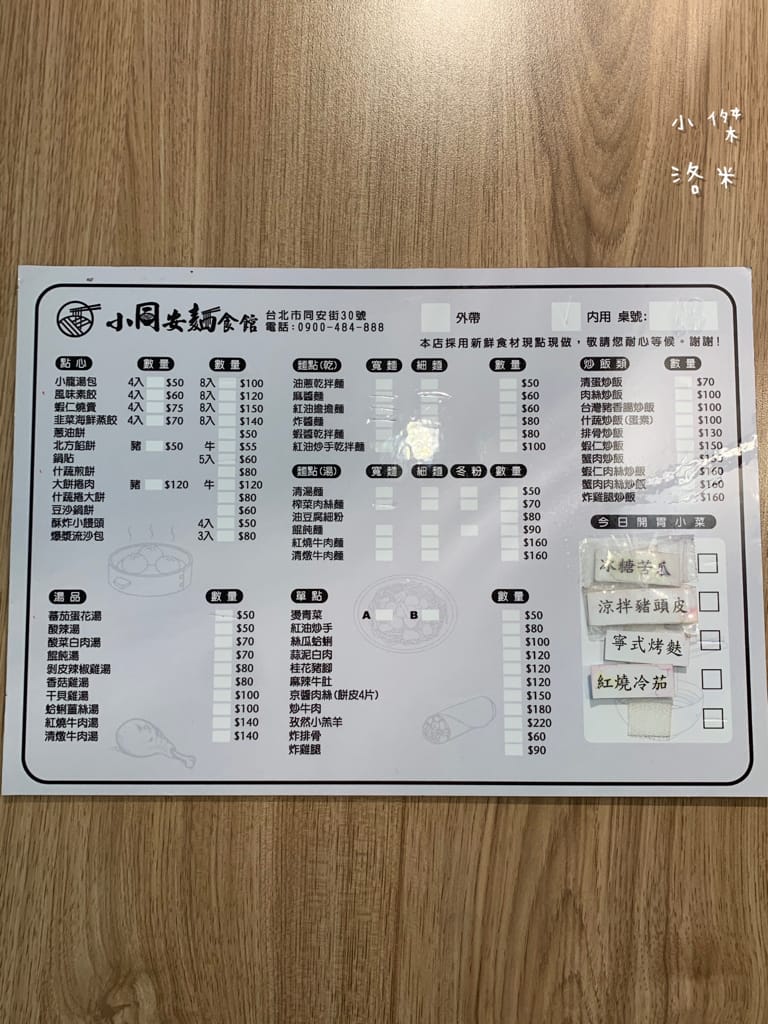 小傑
洛米
小同安麵食館
台北市同安街30號
電話:0900-484-888
外帶
內用 桌號:
本店採用新鮮食材現點現做，敬請您耐心等候。謝謝!
點心 數量 數量
小龍湯包 4入 $50 8入 $100
風味素餃 4入 $60 8入 $120
蝦仁燒賣 4入 $75 8入 $150
韭菜海鮮蒸餃 4入 $70 8入 $140
蔥油餅 $50
北方餡餅 豬 $50 牛 $55
鍋貼 5入 $60
什蔬煎餅 $80
大餅捲肉 豬 $120 牛 $120
什蔬捲大餅 $80
豆沙鍋餅 $60
酥炸小饅頭 4入 $50
爆漿流沙包 3入 $80
麵點(乾) 寬麵 細麵 數量
油蔥乾拌麵 $50
麻醬麵 $60
紅油擔擔麵 $60
炸醬麵 $80
蝦醬乾拌麵 $80
紅油炒手乾拌麵 $100
麵點(湯) 寬麵 細麵 冬粉 數量
清湯麵 $50
榨菜肉絲麵 $70
油豆腐細粉 $80
餛飩麵 $90
紅燒牛肉麵 $160
清燉牛肉麵 $160
炒飯類 數量
清蛋炒飯 $70
肉絲炒飯 $100
台灣豬香腸炒飯 $100
什蔬炒飯(蛋素) $100
排骨炒飯 $130
蝦仁炒飯 $150
蟹肉炒飯
蝦仁肉絲炒飯 $160
蟹肉肉絲炒飯 $160
炸雞腿炒飯 $160
今日開胃小菜
冰糖苦瓜
涼拌豬頭皮
寧式烤麩
紅燒冷茄
湯品 數量
蕃茄蛋花湯 $50
酸辣湯 $50
酸菜白肉湯 $70
餛飩湯 $70
剝皮辣椒雞湯 $80
香菇雞湯 $80
干貝雞湯 $100
蛤蜊薑絲湯 $100
紅燒牛肉湯 $140
清燉牛肉湯 $140
單點 數量
燙青菜 A B $50
紅油炒手 $80
絲瓜蛤蜊 $100
蒜泥白肉 $120
桂花豬腳 $120
麻辣牛肚 $120
京醬肉絲(餅皮4片) $150
炒牛肉 $180
孜然小羔羊 $220
炸排骨 $60
炸雞腿 $90